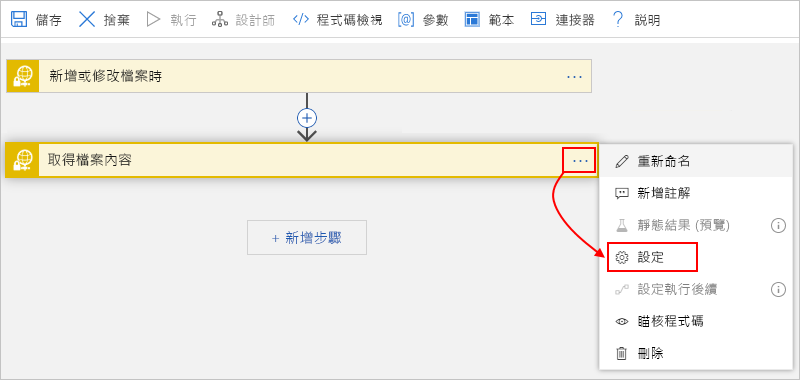 儲存 捨棄 執行 設計師 程式碼檢視 參數 範本 連接器 說明
新增或修改檔案時
取得檔案內容
重新命名
新增註解
靜態結果 (預覽)
+ 新增步驟
設定
設定執行後續
瞄核程式碼
刪除